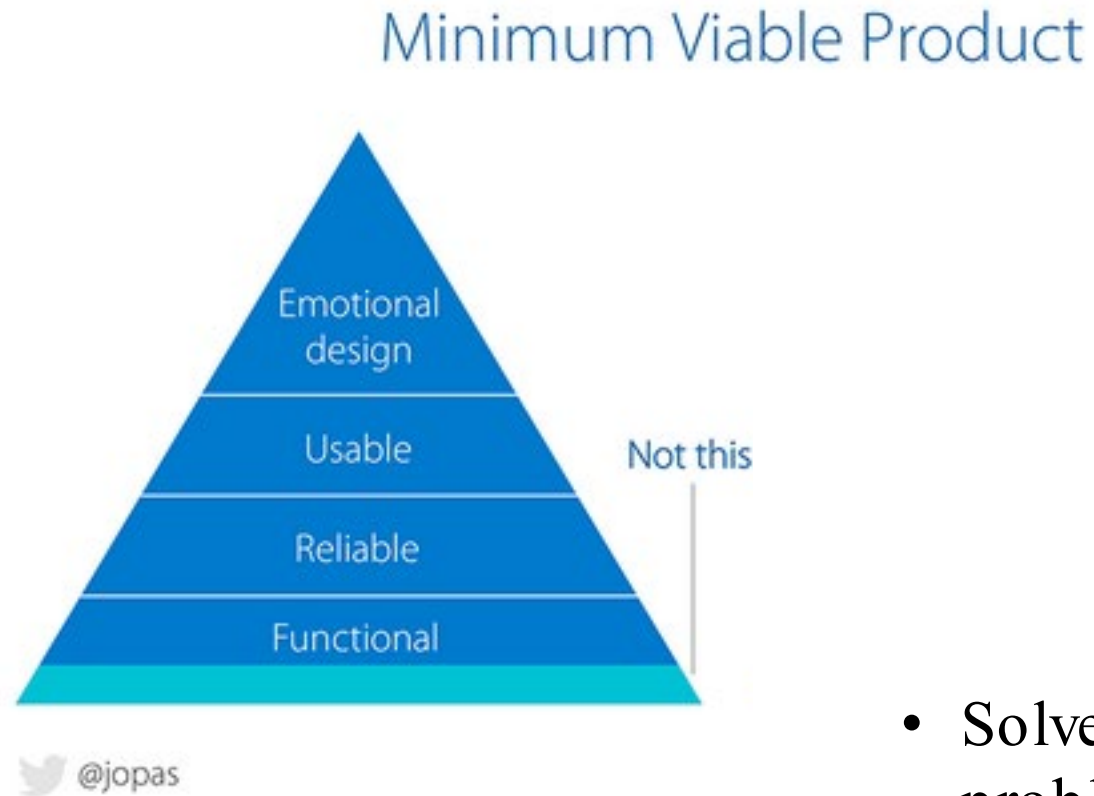 Minimum Viable Product
Emotional
design
Usable
Not this
Reliable
Functional
@jopas
• Solve